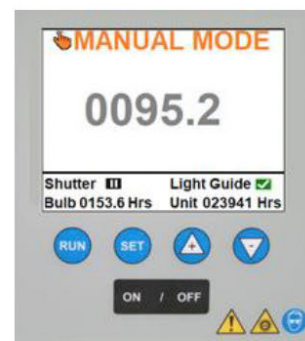 MANUAL MODE
0095.2
Shutter Light Guide
Bulb 0153.6 Hrs Unit 023941 Hrs
RUN SET + -
ON / OFF